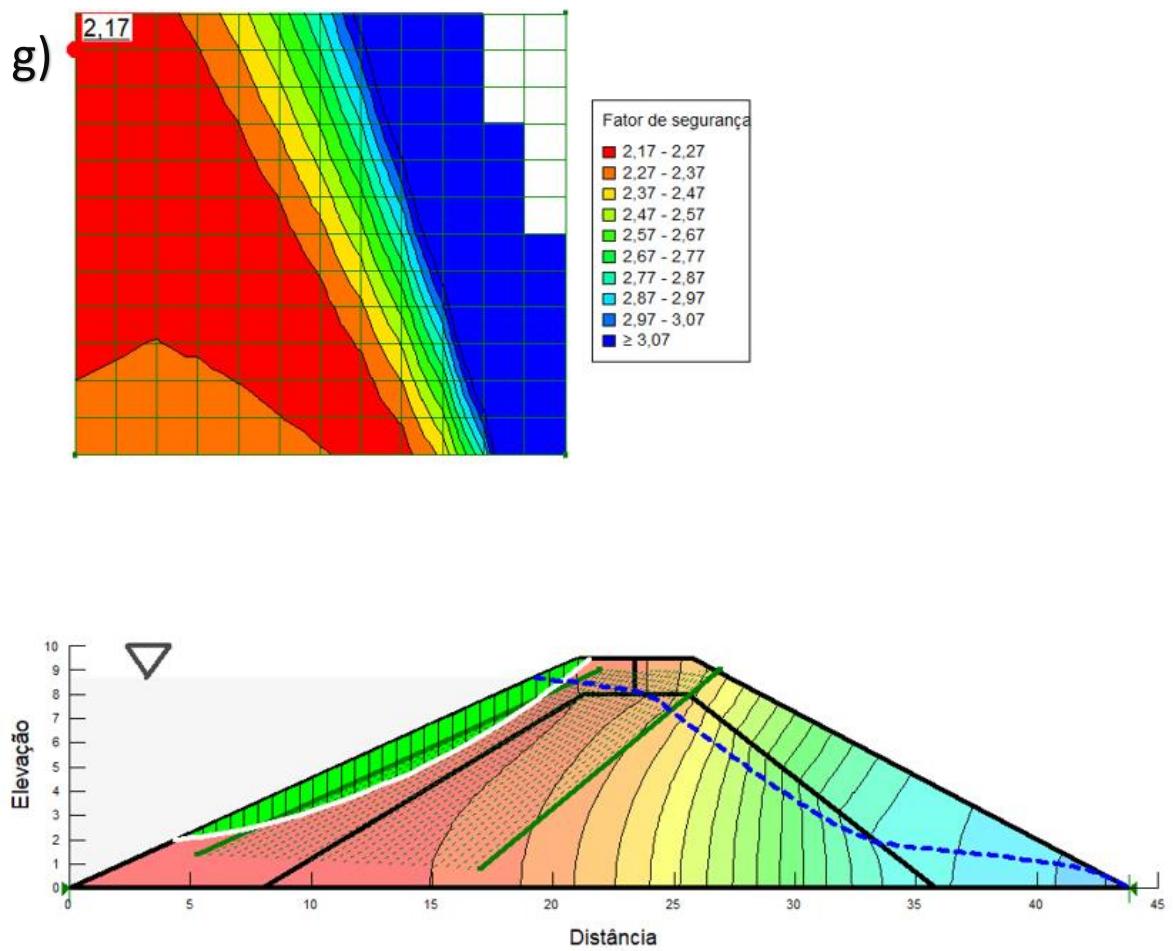 g)
2,17
Fator de segurança
2,17 - 2,27
2,27 - 2,37
2,37 - 2,47
2,47 - 2,57
2,57 - 2,67
2,67 - 2,77
2,77 - 2,87
2,87 - 2,97
2,97 - 3,07
≥ 3,07
Elevação
10
9
8
7
6
5
4
3
2
1
0
0 5 10 15 20 25 30 35 40 45
Distância